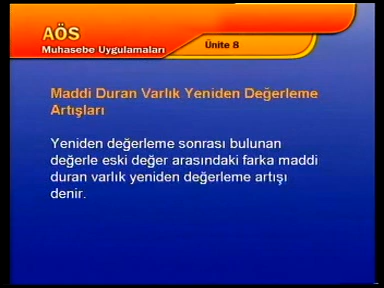 AÖS
Muhasebe Uygulamaları
Ünite 8
Maddi Duran Varlık Yeniden Değerleme
Artışları
Yeniden değerleme sonrası bulunan
değerle eski değer arasındaki farka maddi
duran varlık yeniden değerleme artışı
denir.